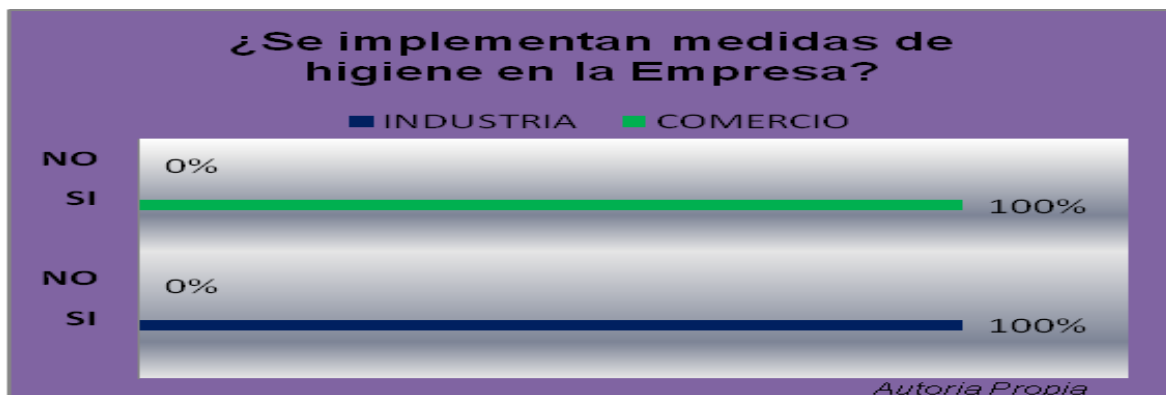 ¿Se implementan medidas de
higiene en la Empresa?
INDUSTRIA COMERCIO
NO 0%
SI 100%
NO 0%
SI 100%
Autoria Propia